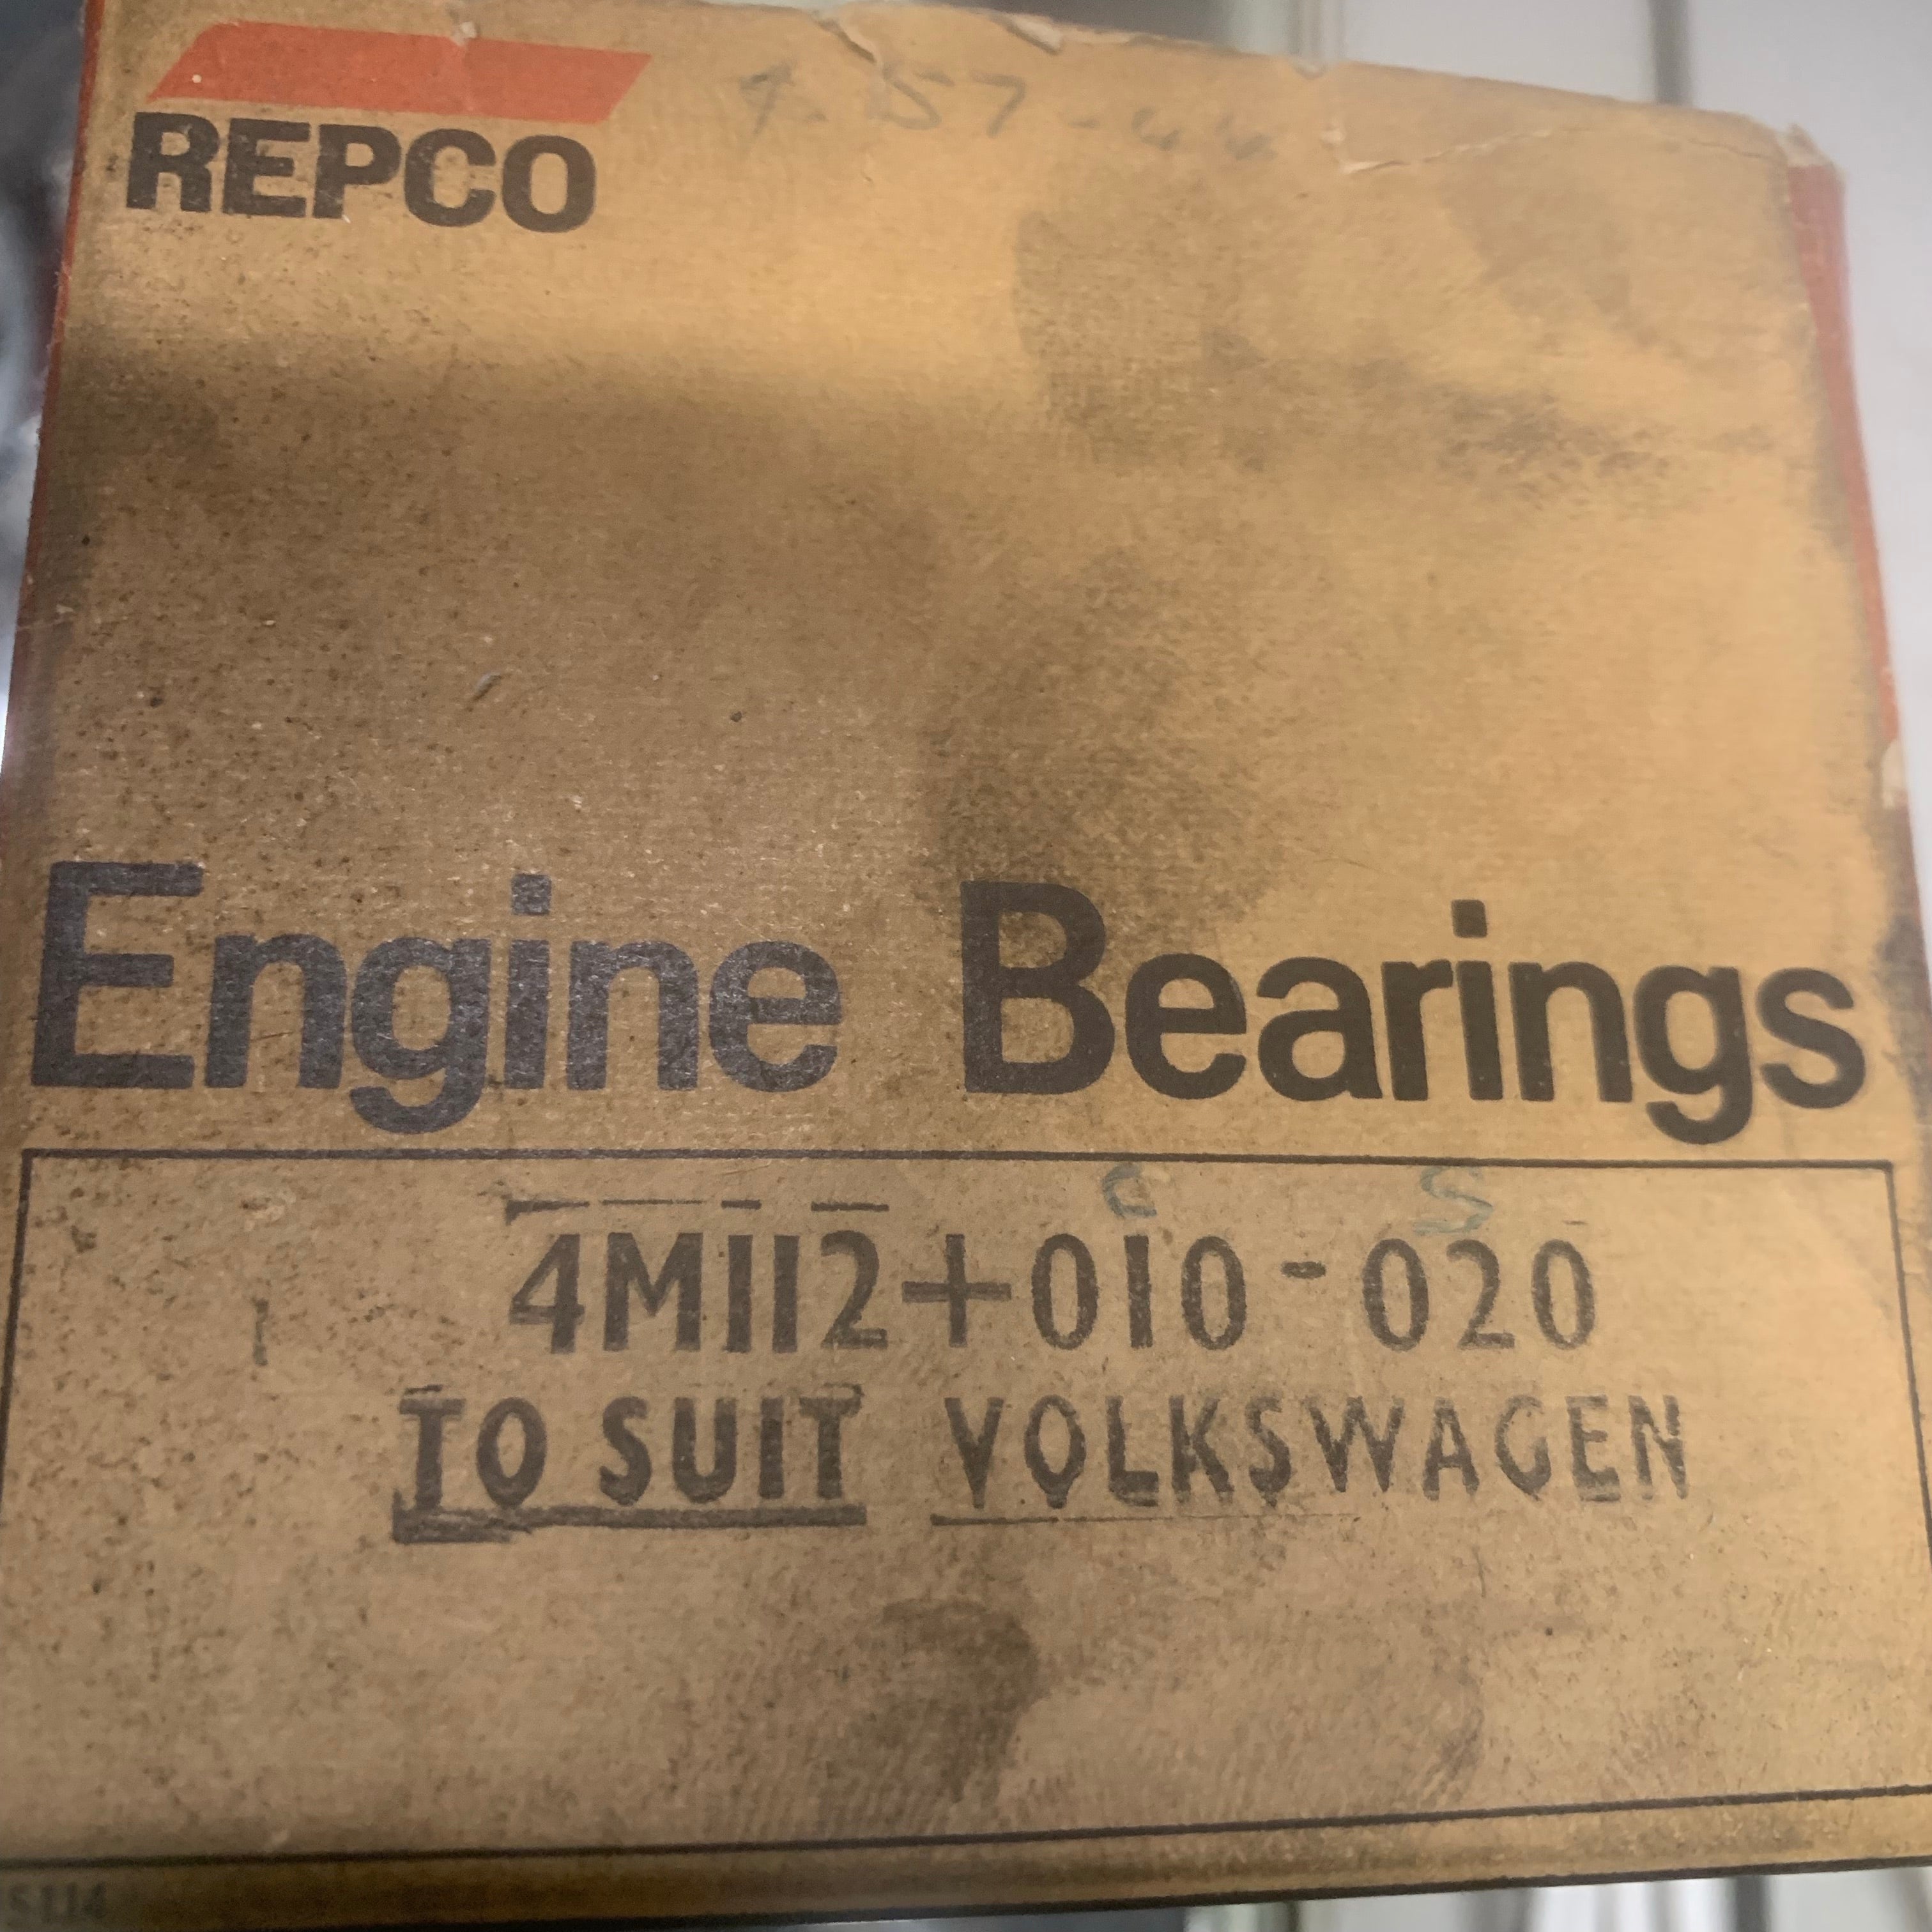 REPCO
Engine Bearings
C S
4M112+010-020
TO SUIT VOLKSWAGEN